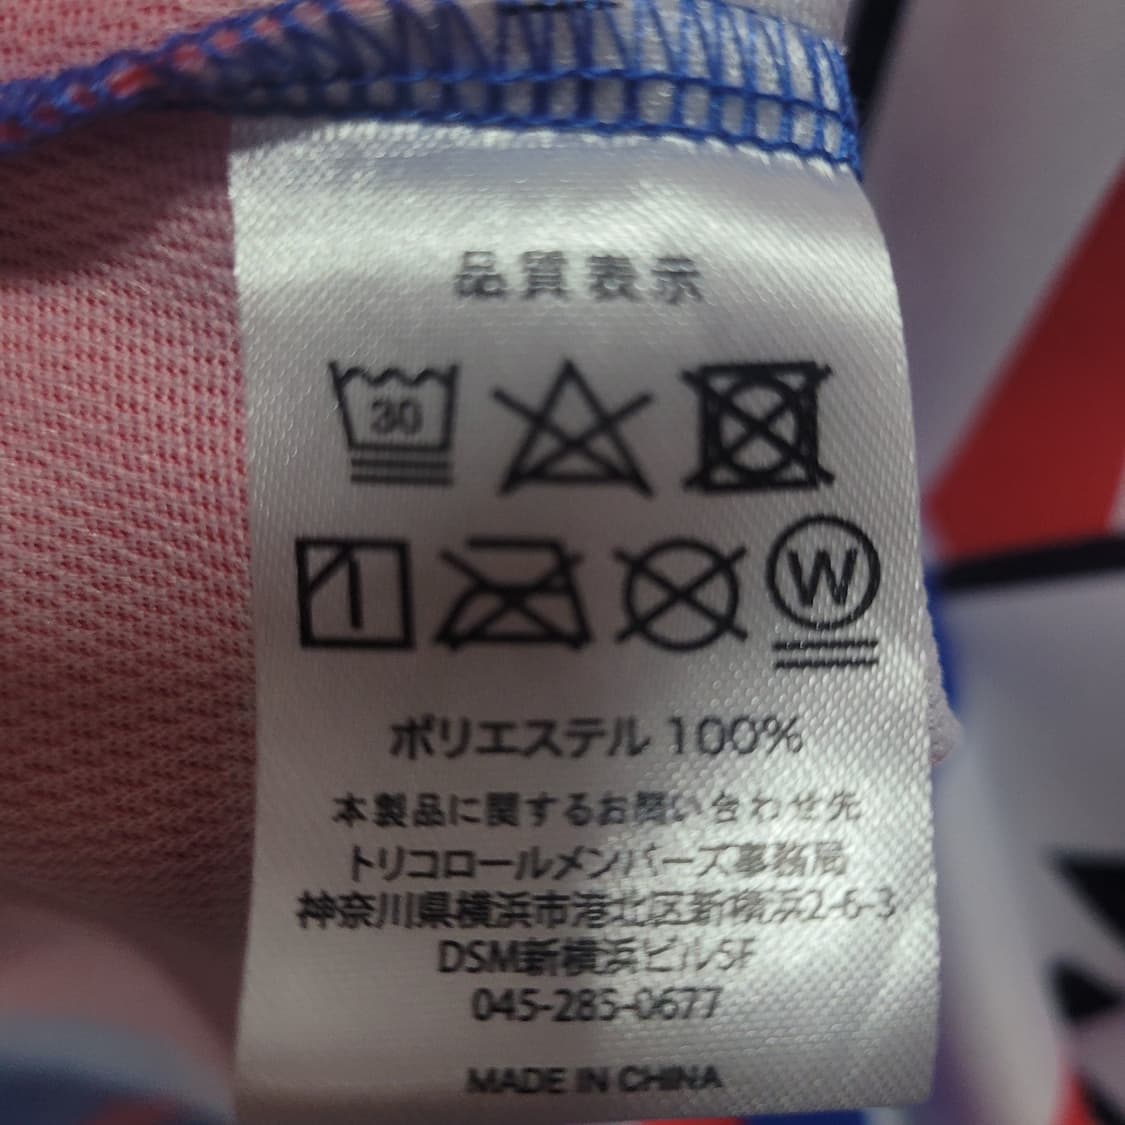 品質表示
30
W
ポリエステル 100%
本製品に関するお問い合わせ先
トリコロールメンバーズ事務局
神奈川県横浜市港北区新横浜2-6-3
DSM新横浜ビル5F
045-285-0677
MADE IN CHINA